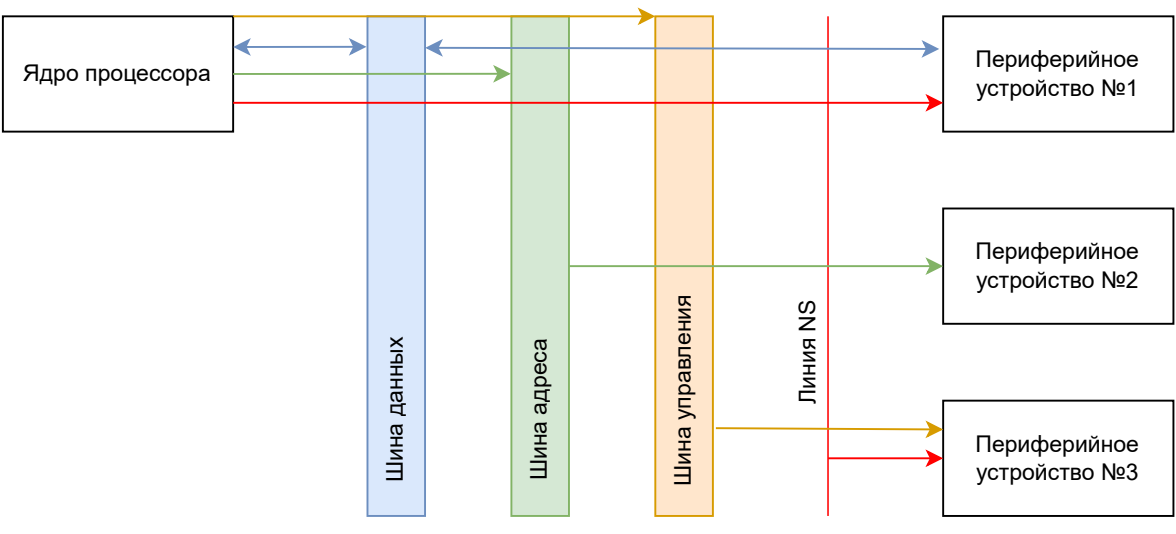 Ядро процессора
Периферийное
устройство №1
Периферийное
устройство №2
Шина данных
Шина адреса
Шина управления
Линия NS
Периферийное
устройство №3